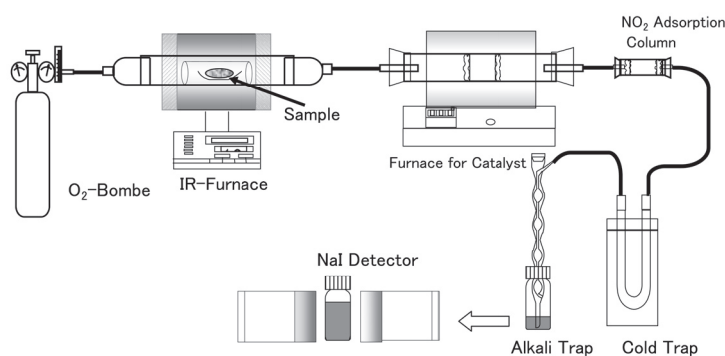 NO₂ Adsorption
Column
Sample
O₂-Bombe
IR-Furnace
Furnace for Catalyst
NaI Detector
Alkali Trap
Cold Trap